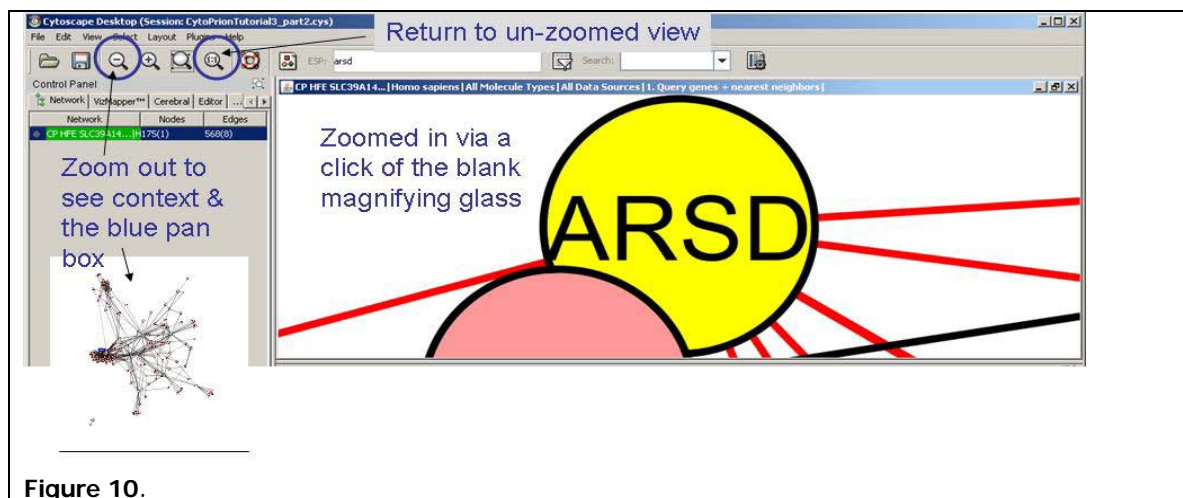 Cytoscape Desktop (Session: CytoPrionTutorial3_part2.cys)
File Edit View Select Layout Plugins Help
Return to un-zoomed view
ESP: arsd
Search:
Control Panel
Network VizMapper™ Cerebral Editor ...
Network Nodes Edges
CP HFE SLC39A14...|H 175(1) 568(8)
CP HFE SLC39A14...|Homo sapiens|All Molecule Types|All Data Sources|1. Query genes + nearest neighbors|
Zoom out to
see context &
the blue pan
box
Zoomed in via a
click of the blank
magnifying glass
ARSD
Figure 10.